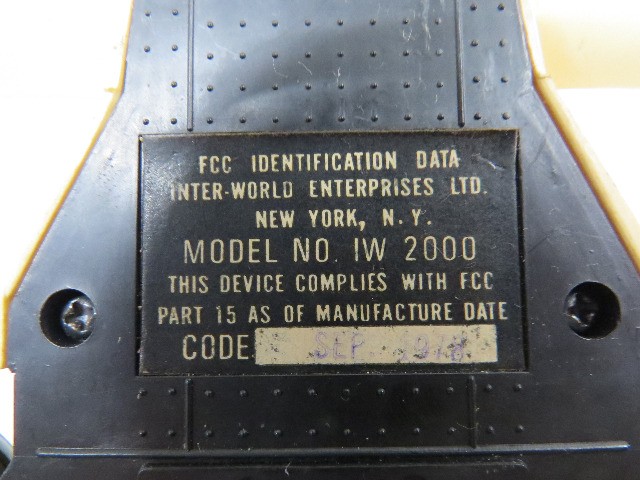 FCC IDENTIFICATION DATA
INTER-WORLD ENTERPRISES LTD.
NEW YORK, N.Y.
MODEL NO. IW 2000
THIS DEVICE COMPLIES WITH FCC
PART 15 AS OF MANUFACTURE DATE
CODE. SEP.